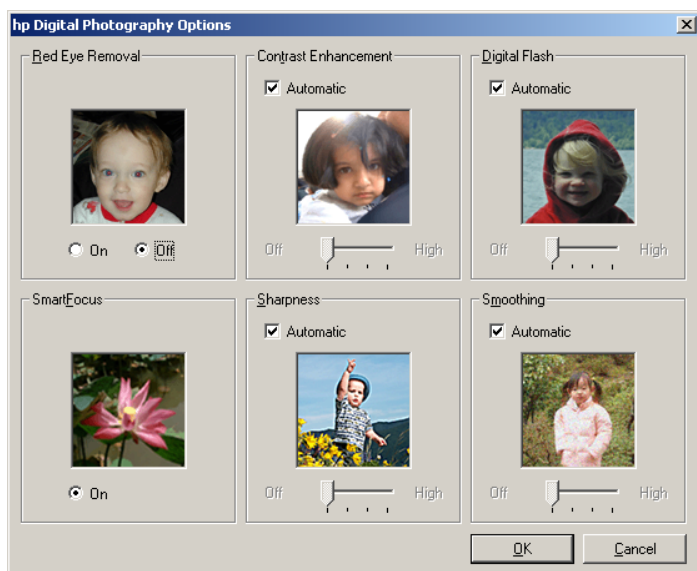 hp Digital Photography Options
Red Eye Removal
Contrast Enhancement
Digital Flash
Automatic
Automatic
On
Off
Off
High
Off
High
SmartFocus
Sharpness
Smoothing
Automatic
Automatic
On
Off
High
Off
High
OK
Cancel